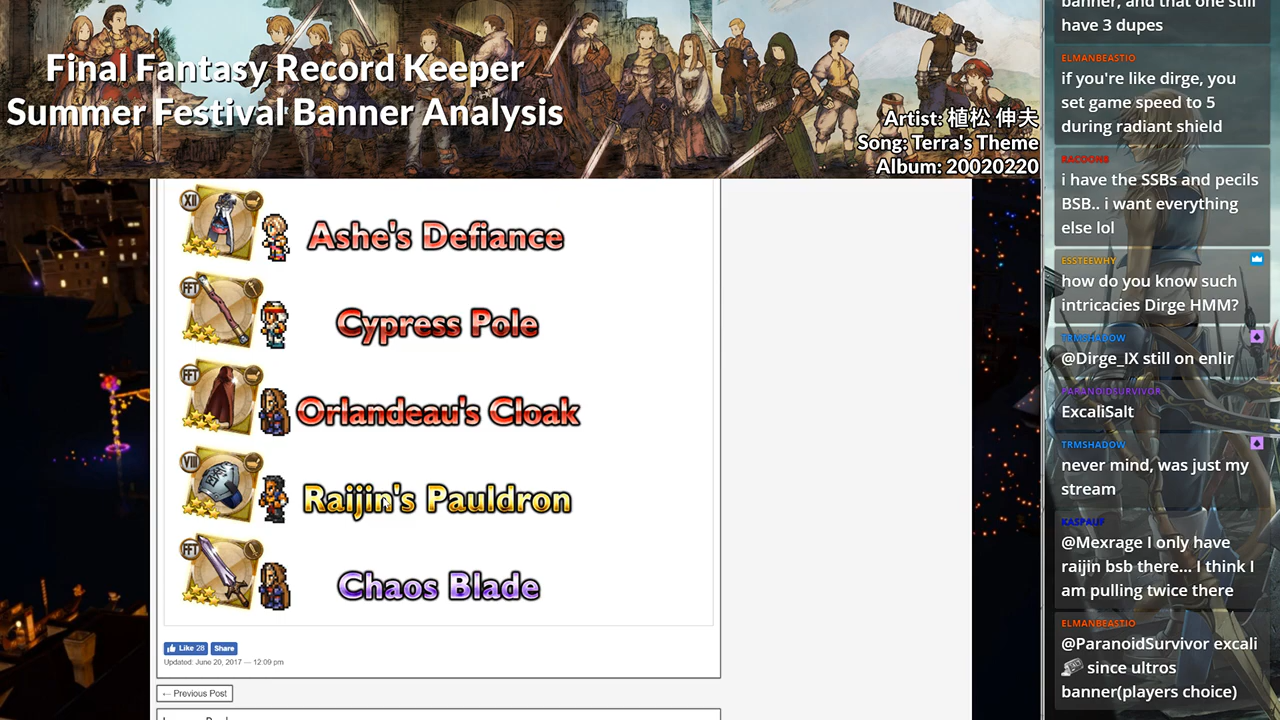 Final Fantasy Record Keeper
Summer Festival Banner Analysis
Artist: 植松 伸夫
Song: Terra's Theme
Album: 20020220
XII
Ashe's Defiance
FFT
Cypress Pole
FFT
Orlandeau's Cloak
VIII
Raijin's Pauldron
FFT
Chaos Blade
Like 28
Share
Updated: June 20, 2017 — 12:09 pm
← Previous Post
banner, and that one still
have 3 dupes
ELMANBEASTIO
if you're like dirge, you
set game speed to 5
during radiant shield
RACOON8
i have the SSBs and pecils
BSB.. i want everything
else lol
ESSTEEWHY
how do you know such
intricacies Dirge HMM?
TRMSHADOW
@Dirge_IX still on enlir
PARANOIDSURVIVOR
ExcaliSalt
TRMSHADOW
never mind, was just my
stream
@Mexrage I only have
raijin bsb there... I think I
am pulling twice there
ELMANBEASTIO
@ParanoidSurvivor excali
since ultros
banner(players choice)